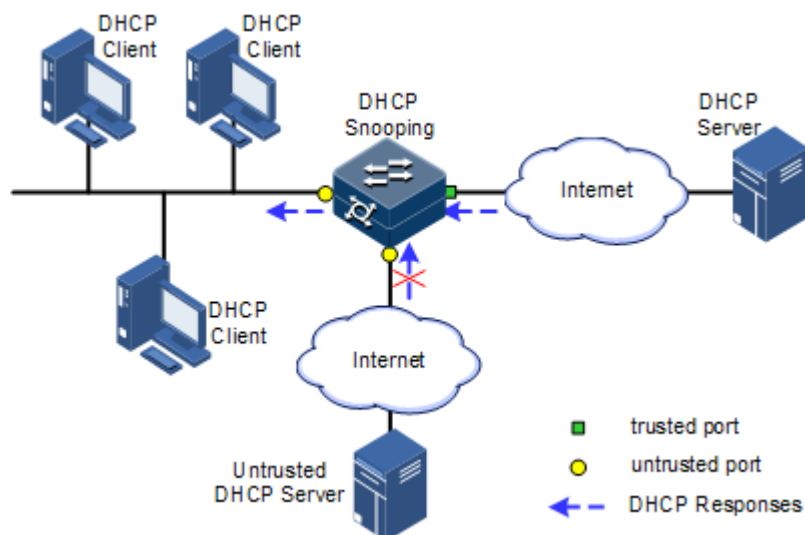 DHCP
Client
DHCP
Client
DHCP
Snooping
DHCP
Server
Internet
DHCP
Client
Internet
Untrusted
DHCP Server
trusted port
untrusted port
DHCP Responses